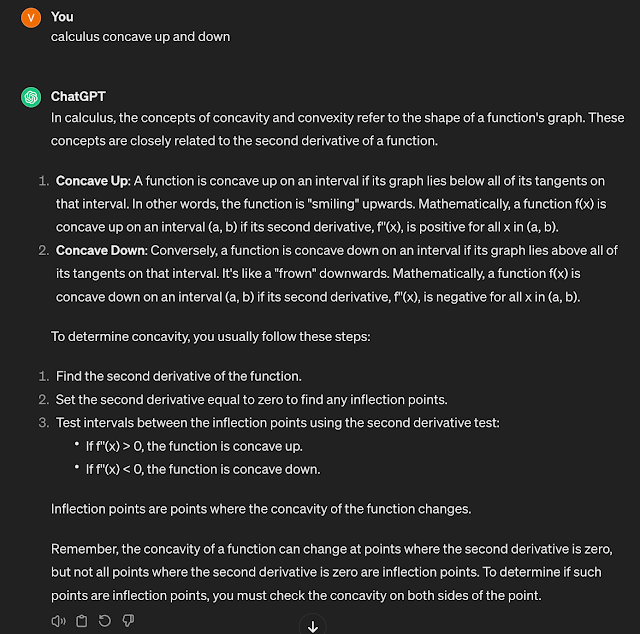 V You
calculus concave up and down
ChatGPT
In calculus, the concepts of concavity and convexity refer to the shape of a function's graph. These
concepts are closely related to the second derivative of a function.
1. Concave Up: A function is concave up on an interval if its graph lies below all of its tangents on
that interval. In other words, the function is "smiling" upwards. Mathematically, a function f(x) is
concave up on an interval (a, b) if its second derivative, f"(x), is positive for all x in (a, b).
2. Concave Down: Conversely, a function is concave down on an interval if its graph lies above all of
its tangents on that interval. It's like a "frown" downwards. Mathematically, a function f(x) is
concave down on an interval (a, b) if its second derivative, f"(x), is negative for all x in (a, b).
To determine concavity, you usually follow these steps:
1. Find the second derivative of the function.
2. Set the second derivative equal to zero to find any inflection points.
3. Test intervals between the inflection points using the second derivative test:
• If f"(x) > 0, the function is concave up.
• If f"(x) < 0, the function is concave down.
Inflection points are points where the concavity of the function changes.
Remember, the concavity of a function can change at points where the second derivative is zero,
but not all points where the second derivative is zero are inflection points. To determine if such
points are inflection points, you must check the concavity on both sides of the point.